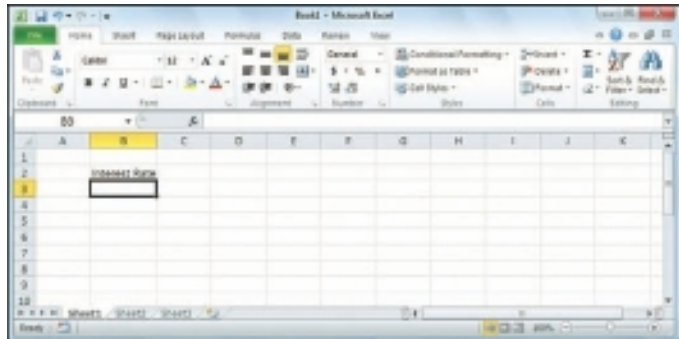 Book1 - Microsoft Excel
File Home Insert Page Layout Formulas Data Review View
Calibri 11 A A General Conditional Formatting Insert Σ
Paste B I U A $ % Format as Table Delete Sort & Find &
Cell Styles Format Filter Select
Clipboard Font Alignment Number Styles Cells Editing
B3 fx
A B C D E F G H I J K
1
2 Interest Rate
3
4
5
6
7
8
9
10
Sheet1 Sheet2 Sheet3
Ready 100%